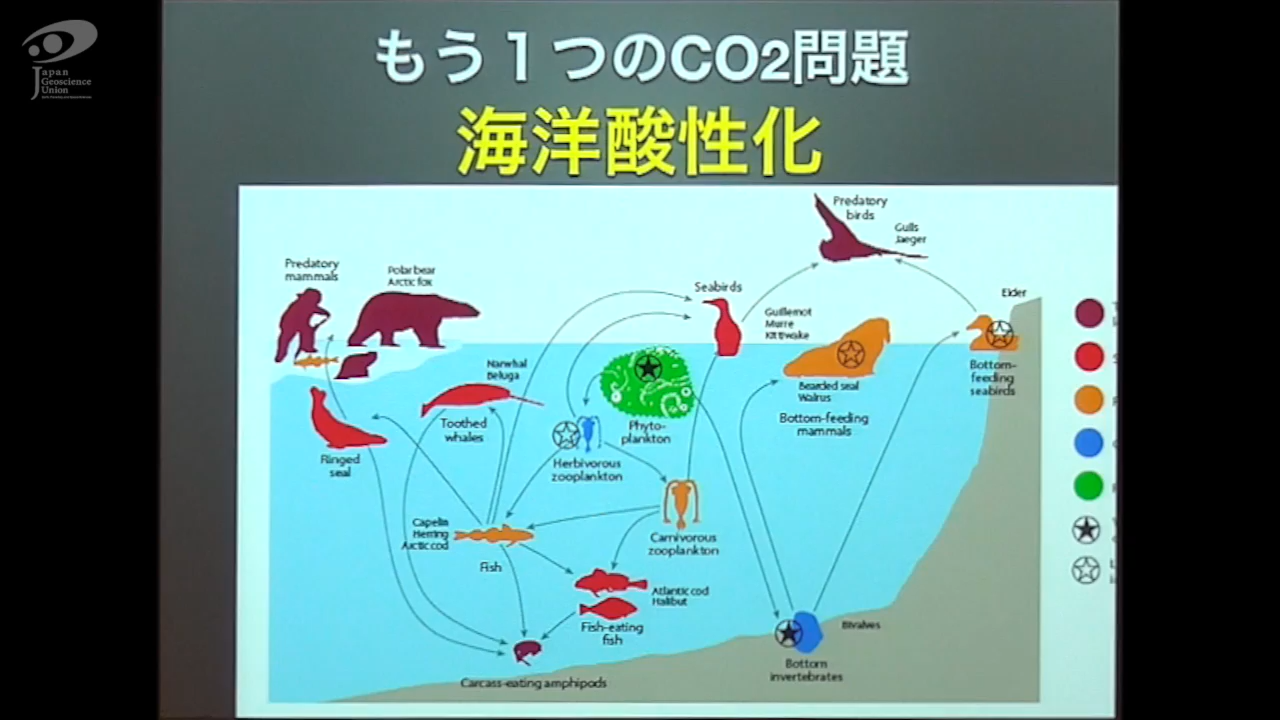 Japan
Geoscience
Union
もう1つのCO2問題
海洋酸性化
Predatory
birds
Gulls
Jaeger
Predatory
mammals
Polar bear
Arctic fox
Seabirds
Guillemot
Murre
Kittiwake
Eider
Bottom-
feeding
seabirds
Narwhal
Beluga
Toothed
whales
Bearded seal
Walrus
Bottom-feeding
mammals
Phyto-
plankton
Ringed
seal
Herbivorous
zooplankton
Capelin
Herring
Arctic cod
Fish
Carnivorous
zooplankton
Atlantic cod
Halibut
Fish-eating
fish
Bivalves
Bottom
invertebrates
Carcass-eating amphipods